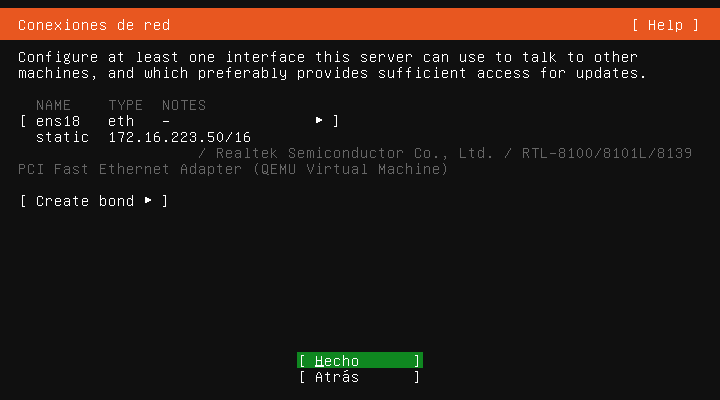 Conexiones de red [ Help ]
Configure at least one interface this server can use to talk to other
machines, and which preferably provides sufficient access for updates.
NAME TYPE NOTES
[ ens18 eth - ▸ ]
static 172.16.223.50/16
/ Realtek Semiconductor Co., Ltd. / RTL-8100/8101L/8139
PCI Fast Ethernet Adapter (QEMU Virtual Machine)
[ Create bond ▸ ]
[ Hecho ]
[ Atrás ]